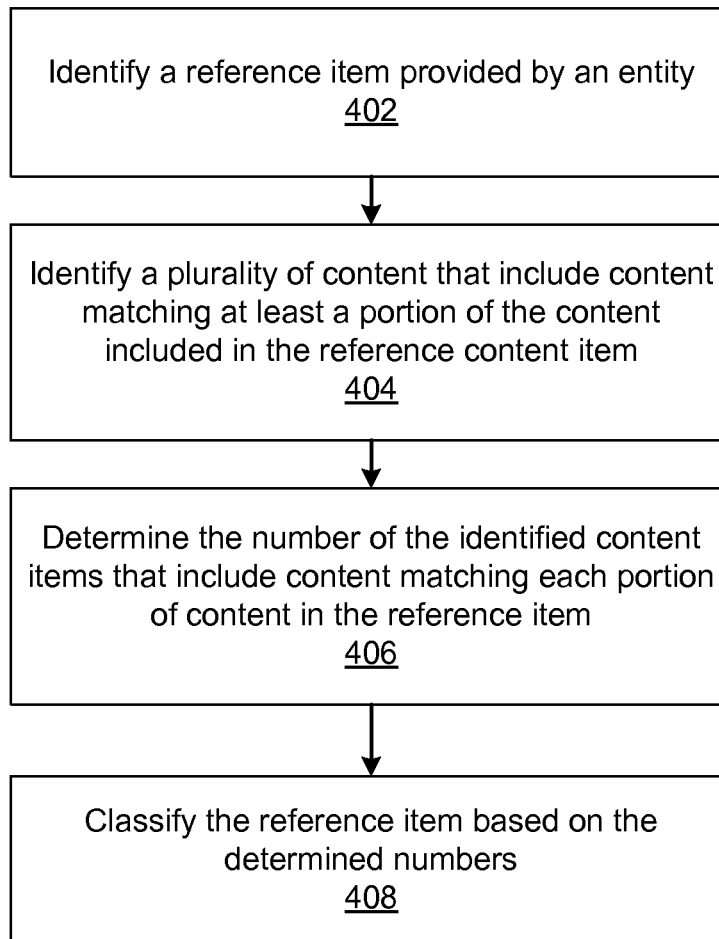 Identify a reference item provided by an entity
402
Identify a plurality of content that include content
matching at least a portion of the content
included in the reference content item
404
Determine the number of the identified content
items that include content matching each portion
of content in the reference item
406
Classify the reference item based on the
determined numbers
408